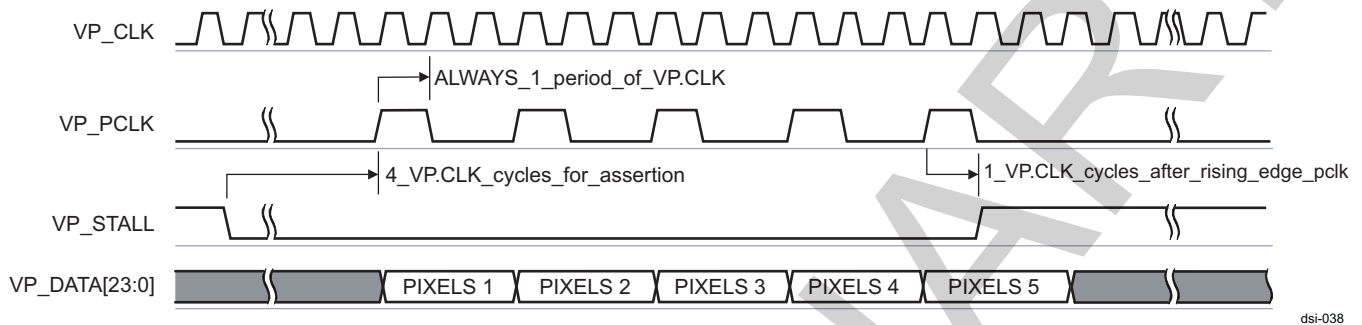 VP_CLK
ALWAYS_1_period_of_VP.CLK
VP_PCLK
4_VP.CLK_cycles_for_assertion
1_VP.CLK_cycles_after_rising_edge_pclk
VP_STALL
VP_DATA[23:0]
PIXELS 1
PIXELS 2
PIXELS 3
PIXELS 4
PIXELS 5
dsi-038